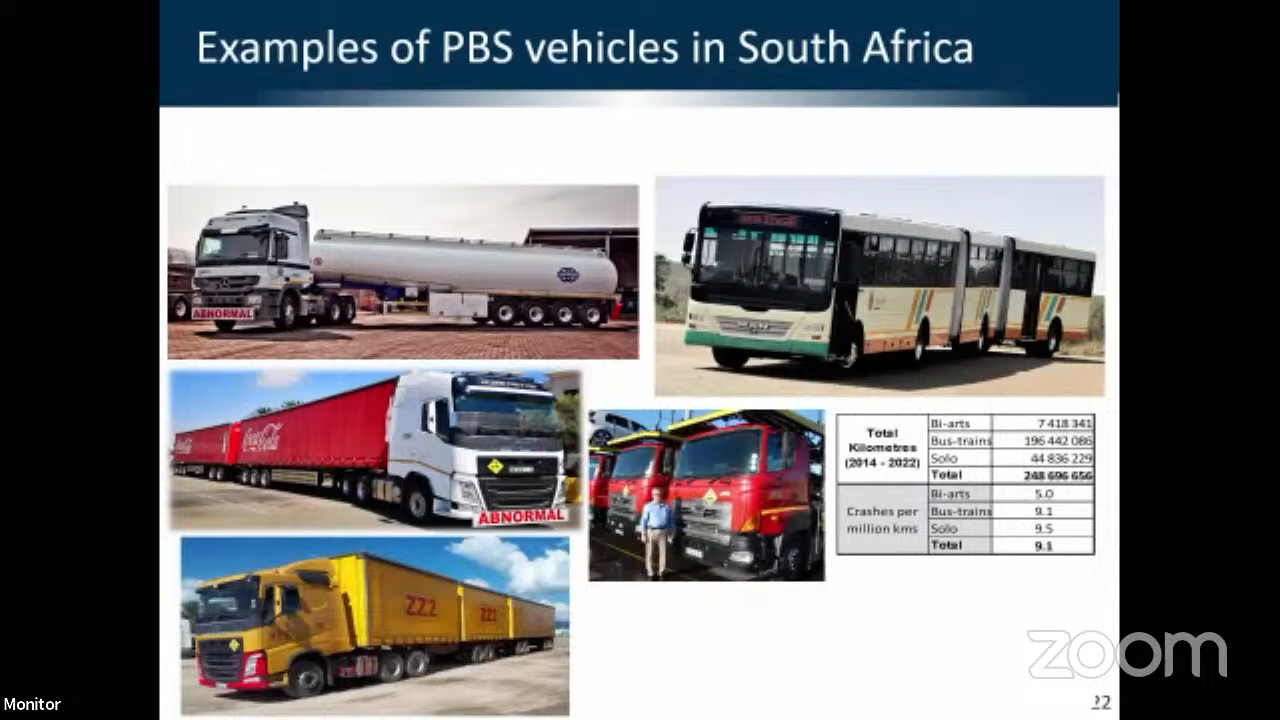 Examples of PBS vehicles in South Africa
ABNORMAL
Coca-Cola
ABNORMAL
ZZ2
ZZ2
Total Kilometres (2014 - 2022)
Bi-arts 7 418 341
Bus-trains 196 442 086
Solo 44 836 229
Total 248 696 656
Crashes per million kms
Bi-arts 5.0
Bus-trains 9.1
Solo 9.5
Total 9.1
zoom
Monitor
22